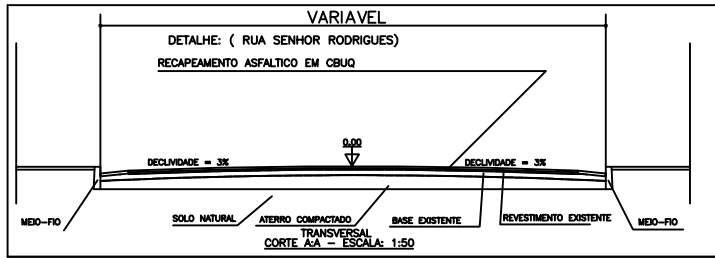 VARIAVEL
DETALHE: ( RUA SENHOR RODRIGUES)
RECAPEAMENTO ASFALTICO EM CBUQ
0.00
DECLIVIDADE = 3%
DECLIVIDADE = 3%
MEIO-FIO
SOLO NATURAL
ATERRO COMPACTADO
BASE EXISTENTE
REVESTIMENTO EXISTENTE
MEIO-FIO
TRANSVERSAL
CORTE A:A - ESCALA: 1:50